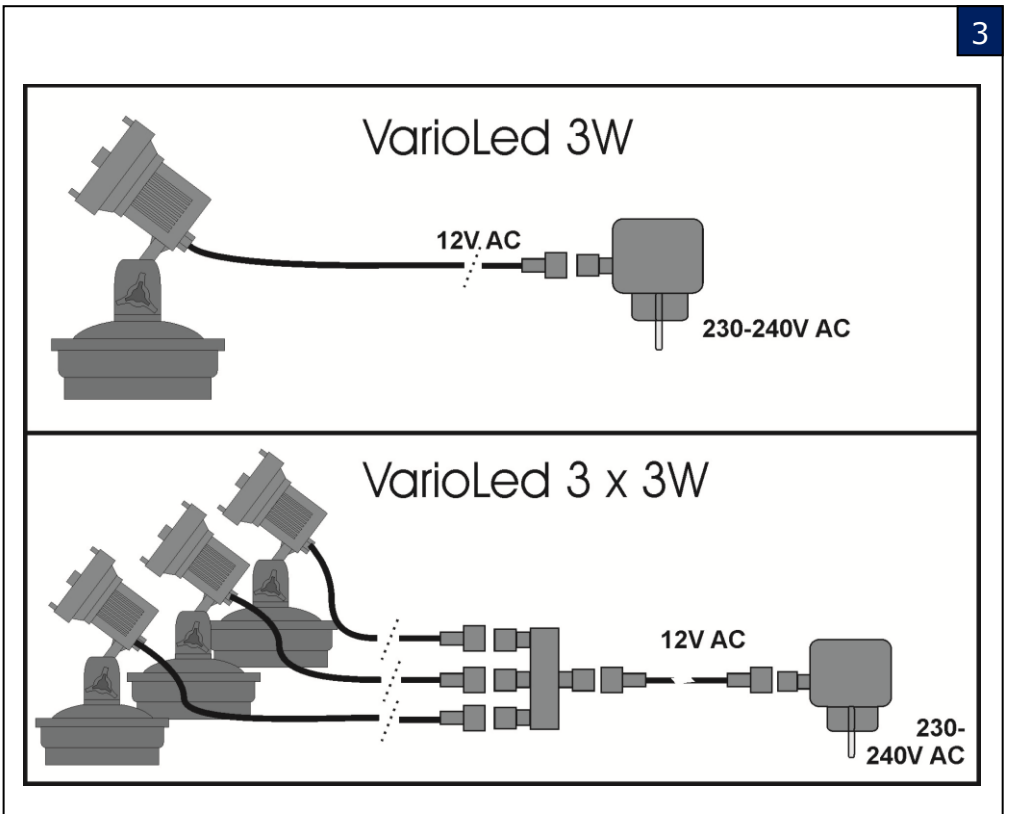 3
VarioLed 3W
12V AC
230-240V AC
VarioLed 3 x 3W
12V AC
230-
240V AC